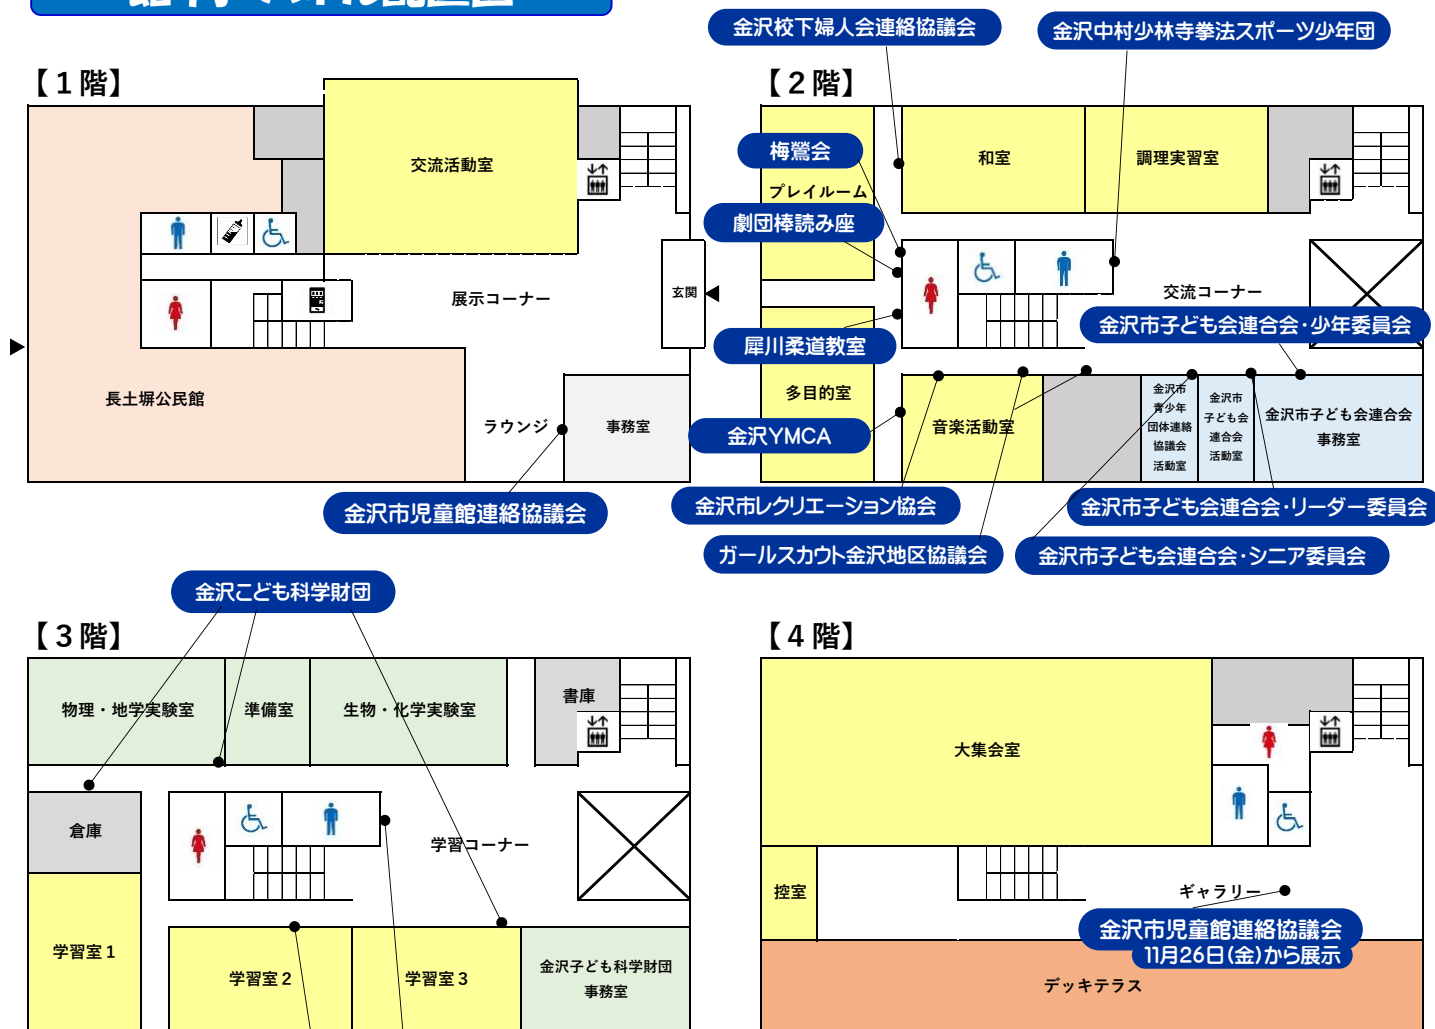 金沢校下婦人会連絡協議会
金沢中村少林寺拳法スポーツ少年団
【1階】
交流活動室
展示コーナー
玄関
長土塀公民館
ラウンジ
事務室
金沢市児童館連絡協議会
【2階】
梅鶯会
プレイルーム
劇団棒読み座
和室
調理実習室
交流コーナー
金沢市子ども会連合会・少年委員会
犀川柔道教室
多目的室
金沢YMCA
音楽活動室
金沢市
青少年
団体連絡
協議会
活動室
金沢市
子ども会
連合会
活動室
金沢市子ども会連合会
事務室
金沢市レクリエーション協会
金沢市子ども会連合会・リーダー委員会
ガールスカウト金沢地区協議会
金沢市子ども会連合会・シニア委員会
金沢こども科学財団
【3階】
物理・地学実験室
準備室
生物・化学実験室
書庫
倉庫
学習コーナー
学習室1
学習室2
学習室3
金沢子ども科学財団
事務室
【4階】
大集会室
控室
ギャラリー
金沢市児童館連絡協議会
11月26日(金)から展示
デッキテラス